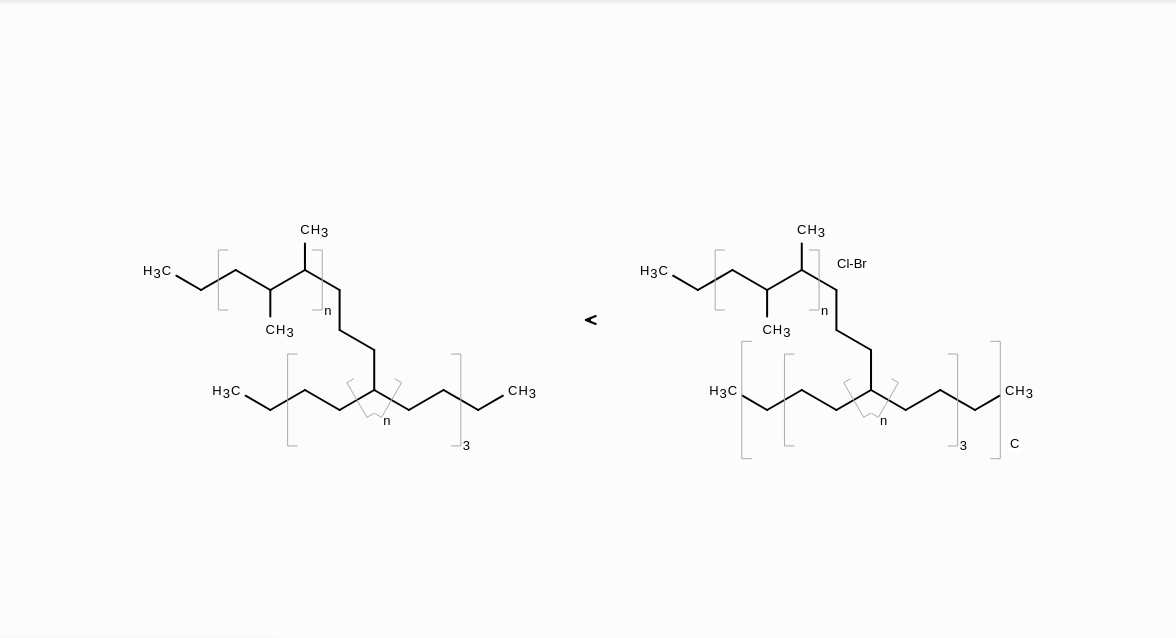 CH3 CH3
H3C H3C Cl-Br
n n
<
CH3 CH3
H3C CH3 H3C CH3
n n
3 3 C